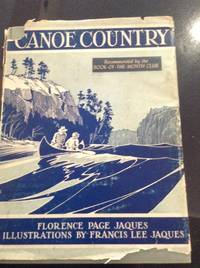 CANOE COUNTRY
Recommended by the
BOOK-OF-THE-MONTH CLUB
FLORENCE PAGE JAQUES
ILLUSTRATIONS BY FRANCIS LEE JAQUES